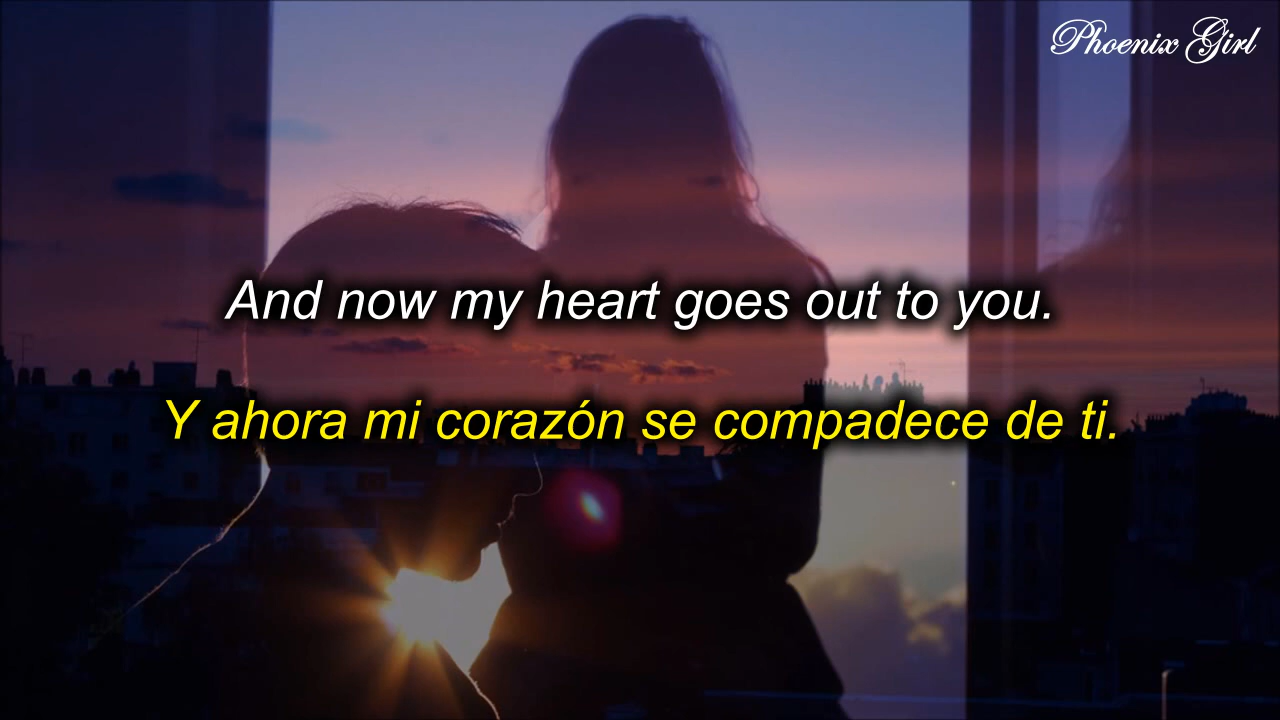 Phoenix Girl
And now my heart goes out to you.
Y ahora mi corazón se compadece de ti.